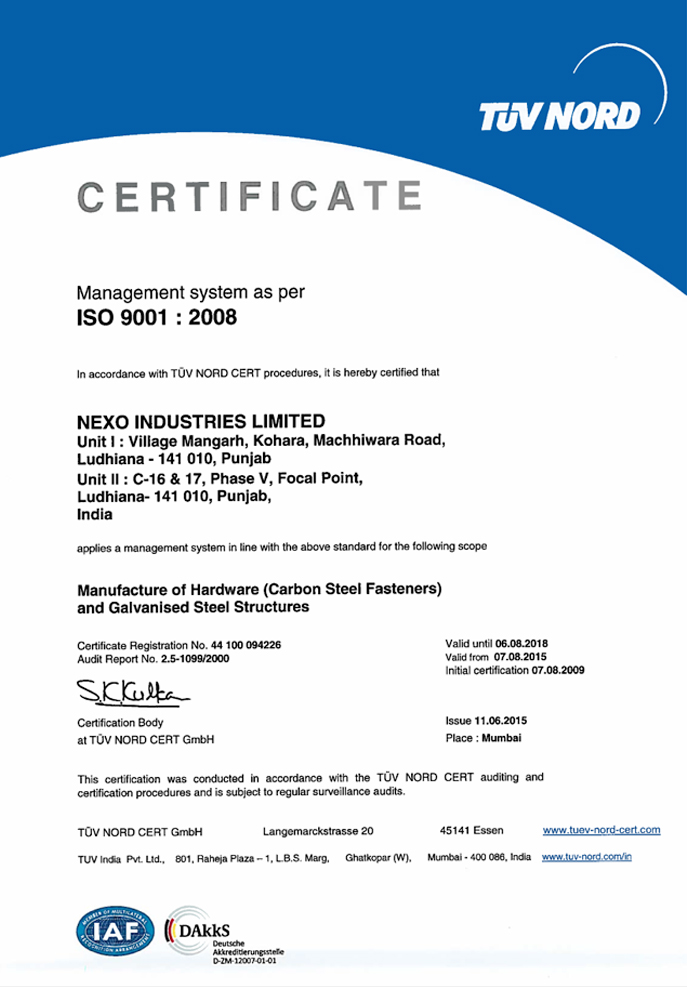 TÜV NORD
CERTIFICATE
Management system as per
ISO 9001 : 2008
In accordance with TÜV NORD CERT procedures, it is hereby certified that
NEXO INDUSTRIES LIMITED
Unit I : Village Mangarh, Kohara, Machhiwara Road,
Ludhiana - 141 010, Punjab
Unit II : C-16 & 17, Phase V, Focal Point,
Ludhiana- 141 010, Punjab,
India
applies a management system in line with the above standard for the following scope
Manufacture of Hardware (Carbon Steel Fasteners)
and Galvanised Steel Structures
Certificate Registration No. 44 100 094226
Audit Report No. 2.5-1099/2000
Valid until 06.08.2018
Valid from 07.08.2015
Initial certification 07.08.2009
S.K.Kulka
Certification Body
at TÜV NORD CERT GmbH
Issue 11.06.2015
Place : Mumbai
This certification was conducted in accordance with the TÜV NORD CERT auditing and
certification procedures and is subject to regular surveillance audits.
TÜV NORD CERT GmbH Langemarckstrasse 20 45141 Essen www.tuev-nord-cert.com
TUV India Pvt. Ltd., 801, Raheja Plaza – 1, L.B.S. Marg, Ghatkopar (W), Mumbai - 400 086, India www.tuv-nord.com/in
MEMBER OF MULTILATERAL
IAF
RECOGNITION ARRANGEMENT
DAkkS
Deutsche
Akkreditierungsstelle
D-ZM-12007-01-01